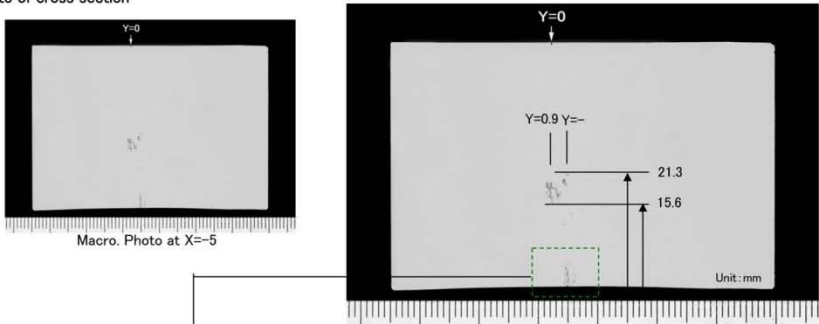 Y=0
Macro. Photo at X=-5
Y=0
Y=0.9 Y=-
21.3
15.6
Unit:mm